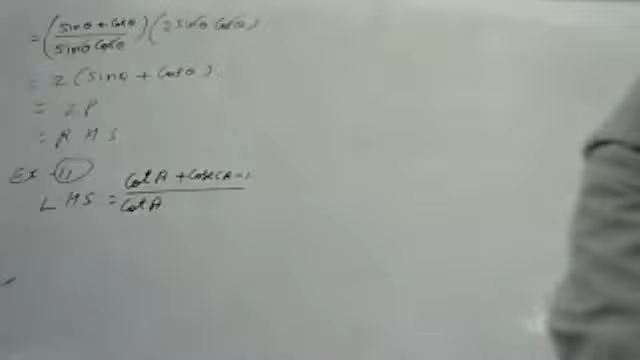 = (sinθ + cosθ / sinθ cosθ) (2 sinθ cosθ)
= 2 (sinθ + cosθ)
= 2P
= R H S
Ex - 11
L H S = cot A + cosec A - 1 / cot A